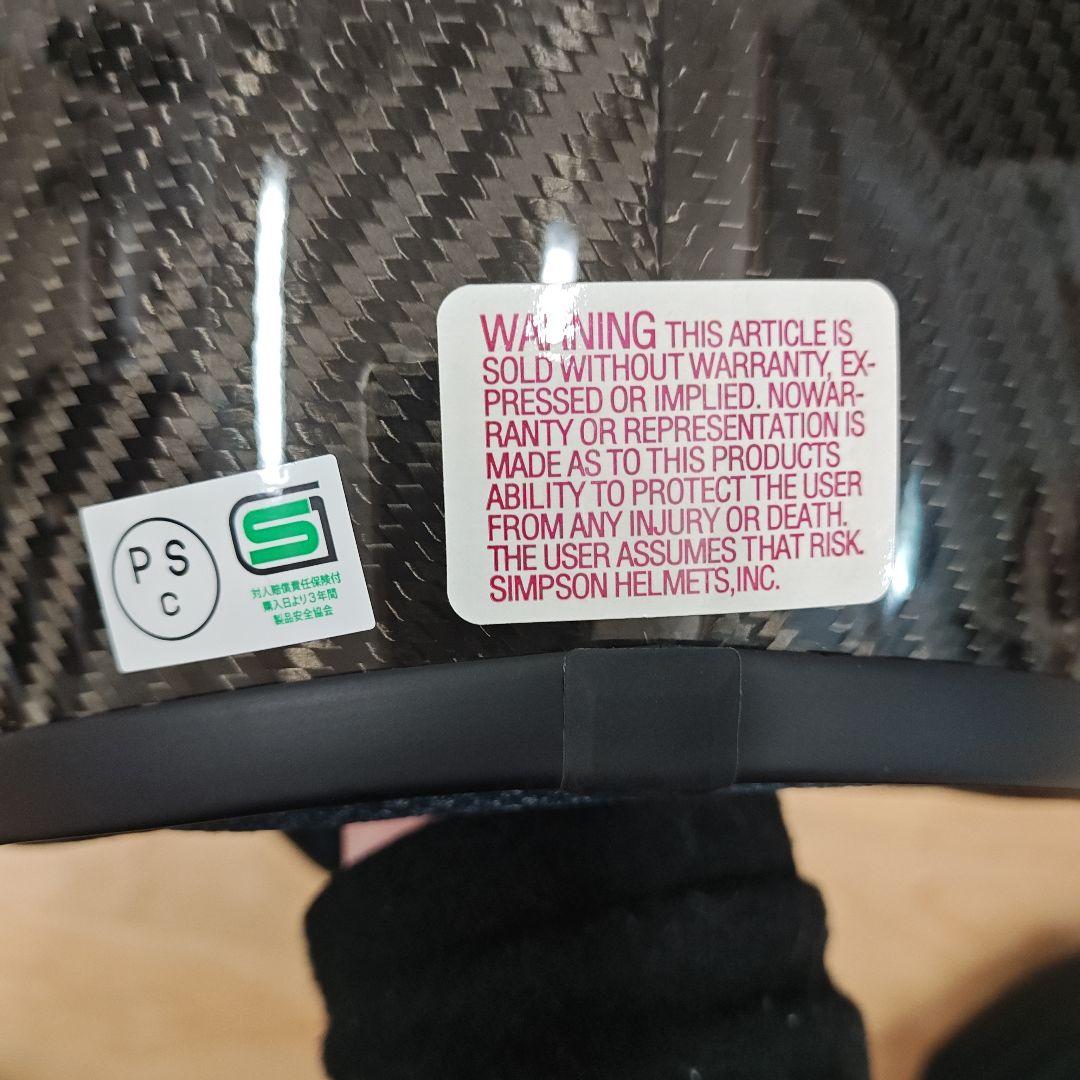 WARNING THIS ARTICLE IS
SOLD WITHOUT WARRANTY, EX-
PRESSED OR IMPLIED. NOWAR-
RANTY OR REPRESENTATION IS
MADE AS TO THIS PRODUCTS
ABILITY TO PROTECT THE USER
FROM ANY INJURY OR DEATH.
THE USER ASSUMES THAT RISK.
SIMPSON HELMETS,INC.
PS
C
SG
対人賠償責任保険付
購入日より3年間
製品安全協会